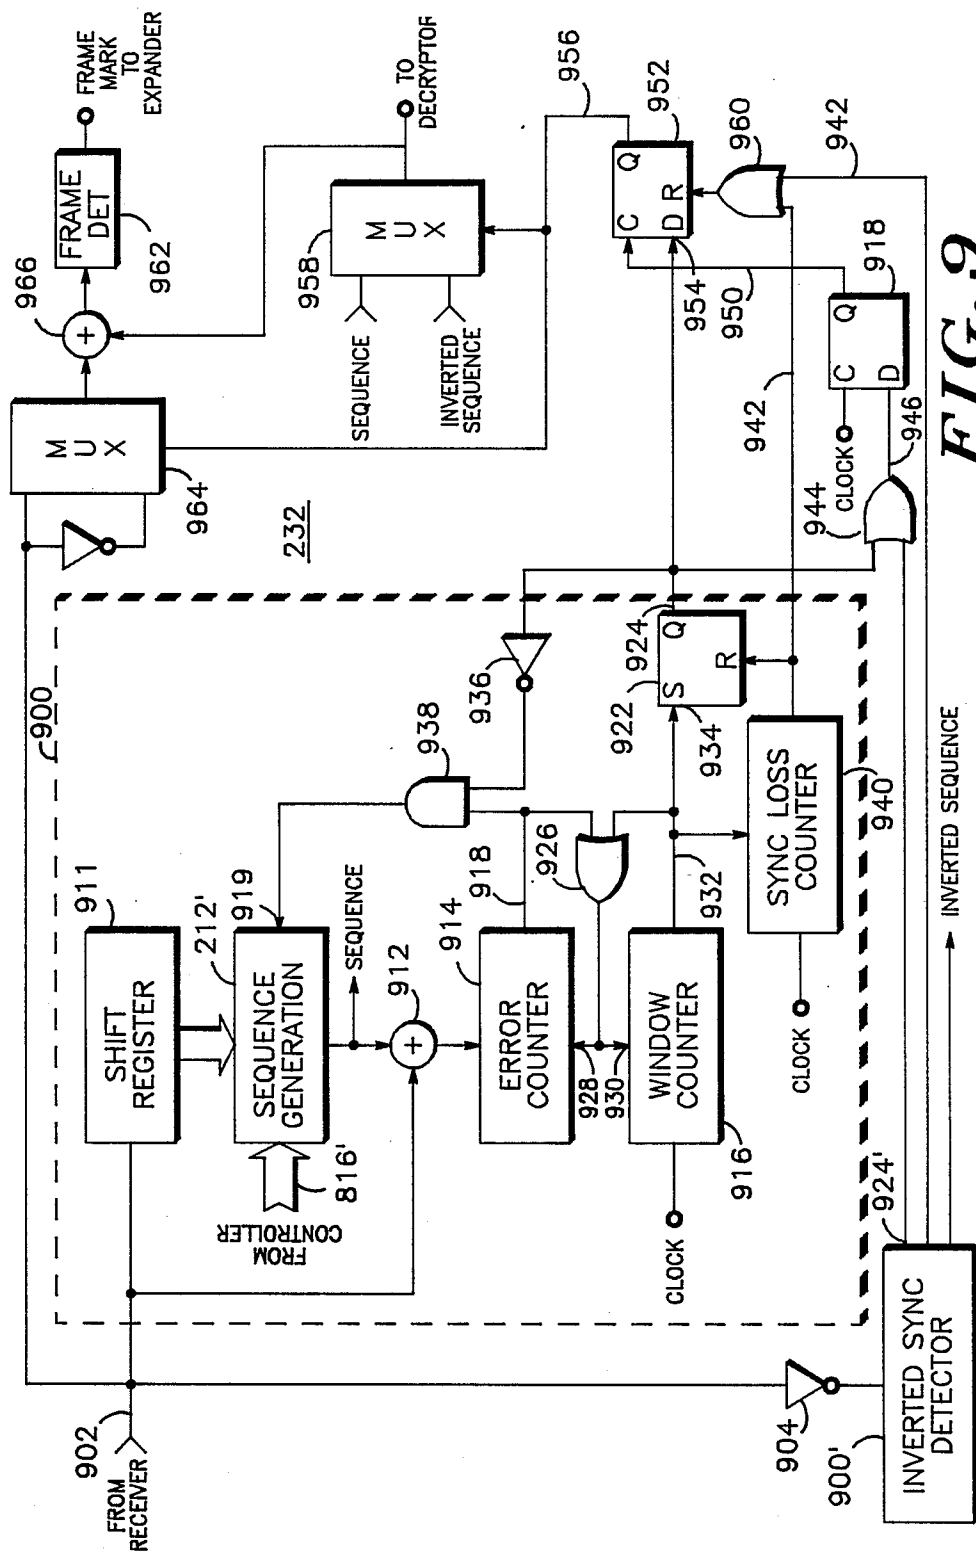 FROM
RECEIVER
902
900
911
SHIFT
REGISTER
212'
919
SEQUENCE
GENERATION
816'
FROM
CONTROLLER
SEQUENCE
912
+
914
ERROR
COUNTER
918
928
930
926
WINDOW
COUNTER
916
CLOCK
932
938
936
922
924
S
Q
R
934
SYNC LOSS
COUNTER
940
CLOCK
904
900'
INVERTED SYNC
DETECTOR
924'
INVERTED SEQUENCE
232
MUX
964
966
+
FRAME
DET
962
FRAME
MARK
TO
EXPANDER
958
MUX
SEQUENCE
INVERTED
SEQUENCE
TO
DECRYPTOR
956
952
C
Q
D
R
954
950
960
942
942
918
C
Q
D
CLOCK
944
946
FIG.9